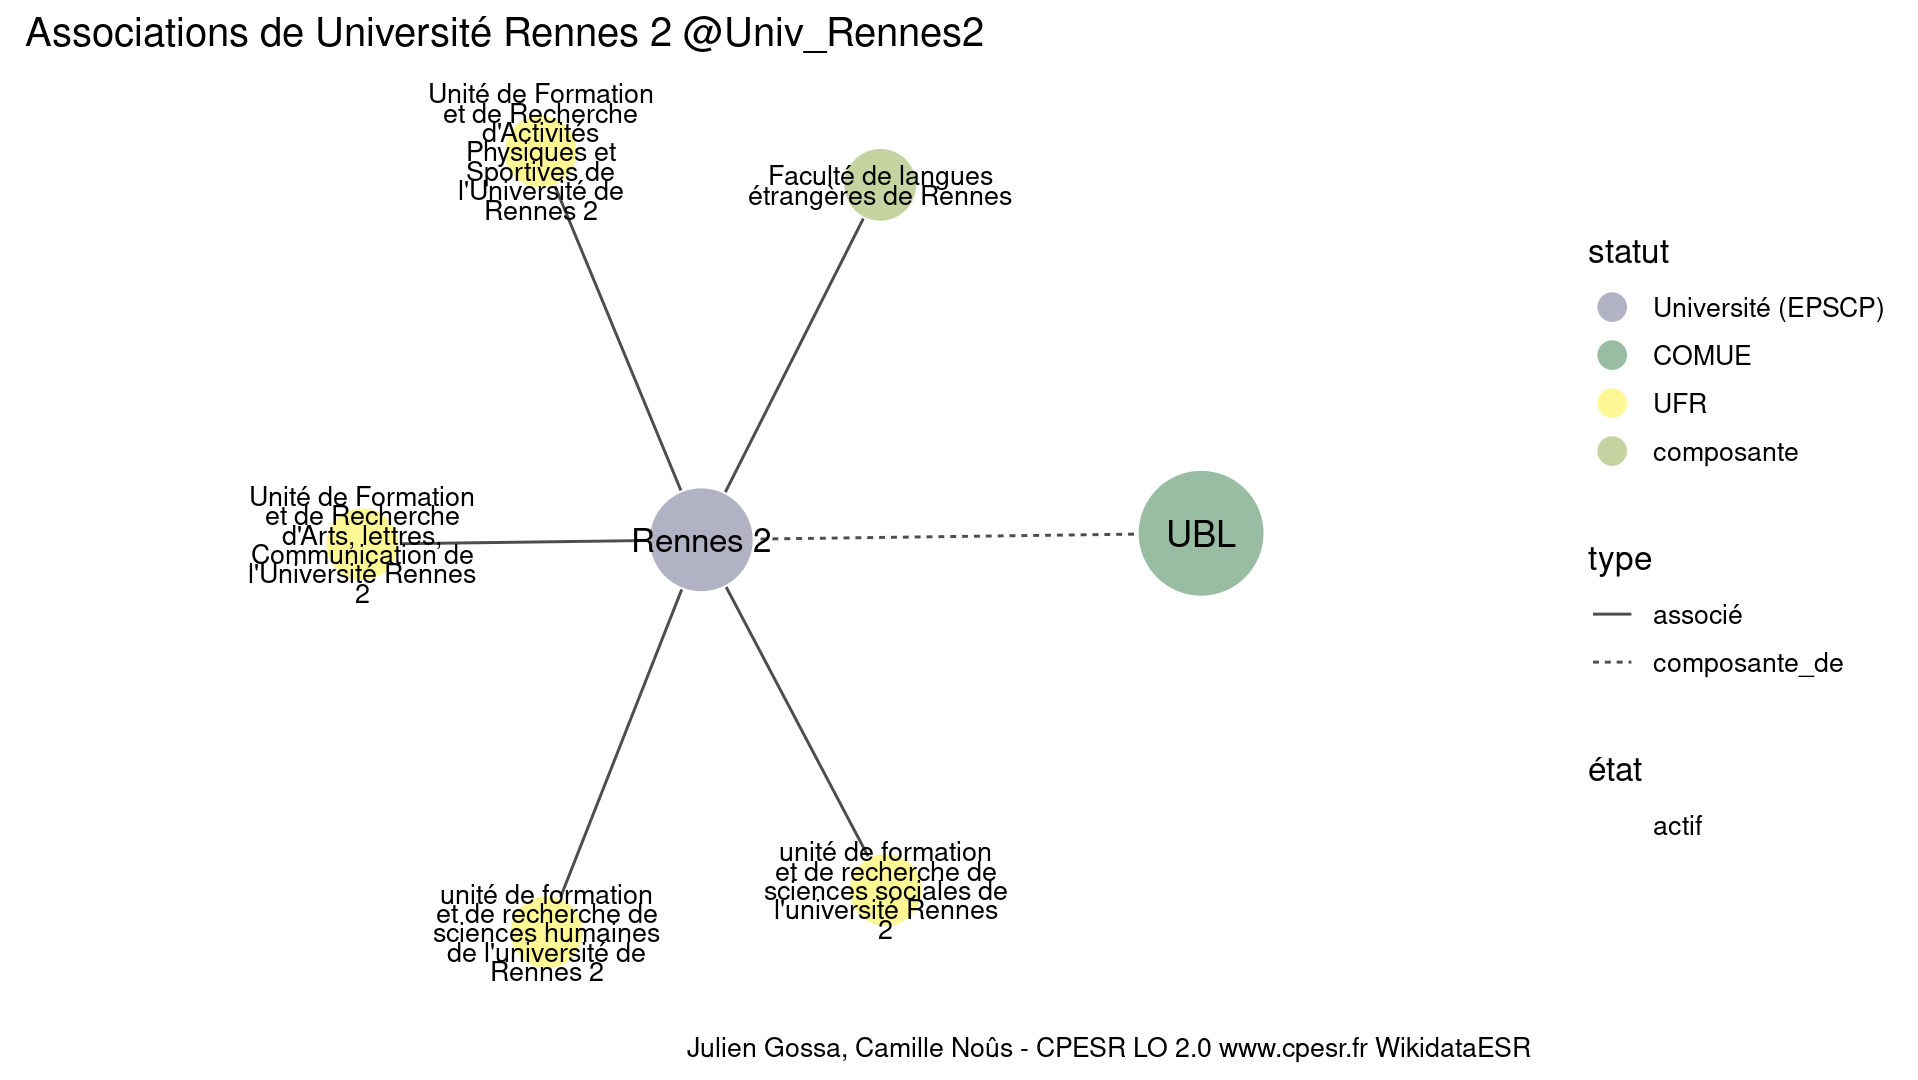 Associations de Université Rennes 2 @Univ_Rennes2
Unité de Formation
et de Recherche
d'Activités
Physiques et
Sportives de
l'Université de
Rennes 2
Faculté de langues
étrangères de Rennes
Unité de Formation
et de Recherche
d'Arts, lettres,
Communication de
l'Université Rennes
2
Rennes 2
UBL
unité de formation
et de recherche de
sciences humaines
de l'université de
Rennes 2
unité de formation
et de recherche de
sciences sociales de
l'université Rennes
2
statut
Université (EPSCP)
COMUE
UFR
composante
type
associé
composante_de
état
actif
Julien Gossa, Camille Noûs - CPESR LO 2.0 www.cpesr.fr WikidataESR